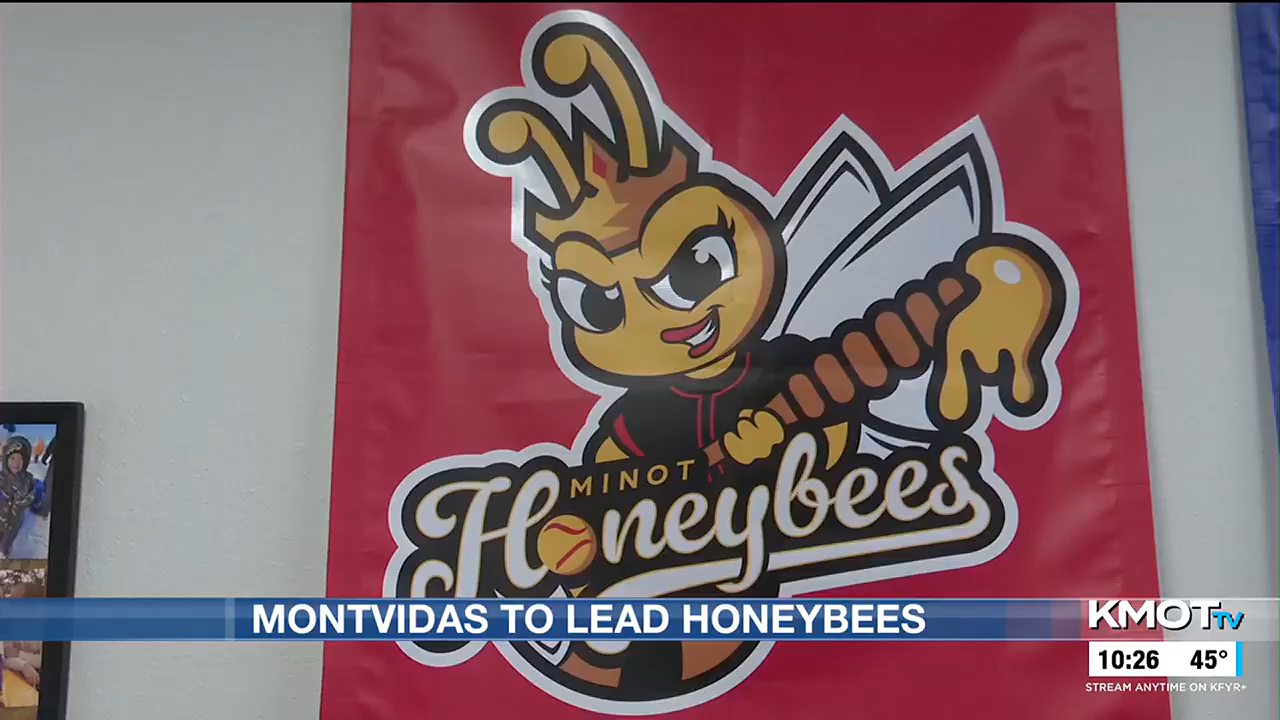 MINOT
Honeybees
MONTVIDAS TO LEAD HONEYBEES
KMOT TV
10:26 45°
STREAM ANYTIME ON KFYR+